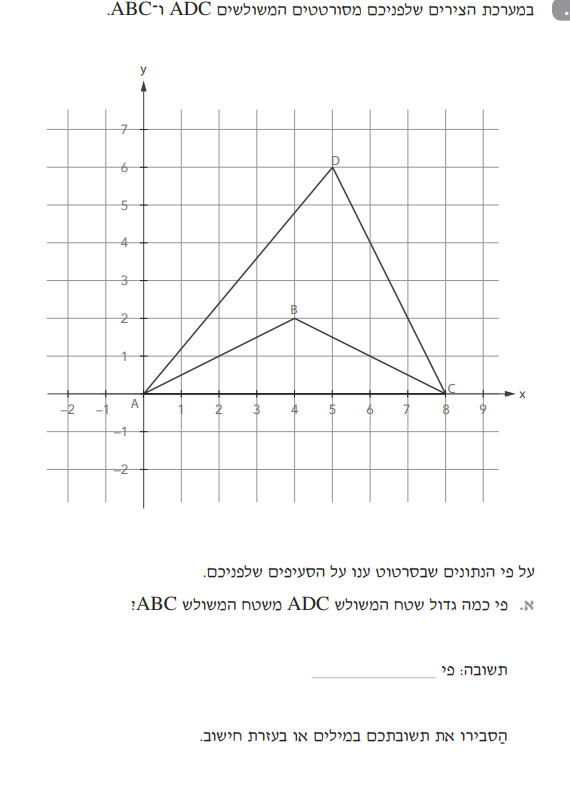 במערכת הצירים שלפניכם מסורטטים המשולשים ADC ו־ABC.
y
7
D
6
5
4
3
B
2
1
C
x
A
−2 −1 1 2 3 4 5 6 7 8 9
−1
−2
על פי הנתונים שבסרטוט ענו על הסעיפים שלפניכם.
א. פי כמה גדול שטח המשולש ADC משטח המשולש ABC?
תשובה: פי
הַסבירו את תשובתכם במילים או בעזרת חישוב.